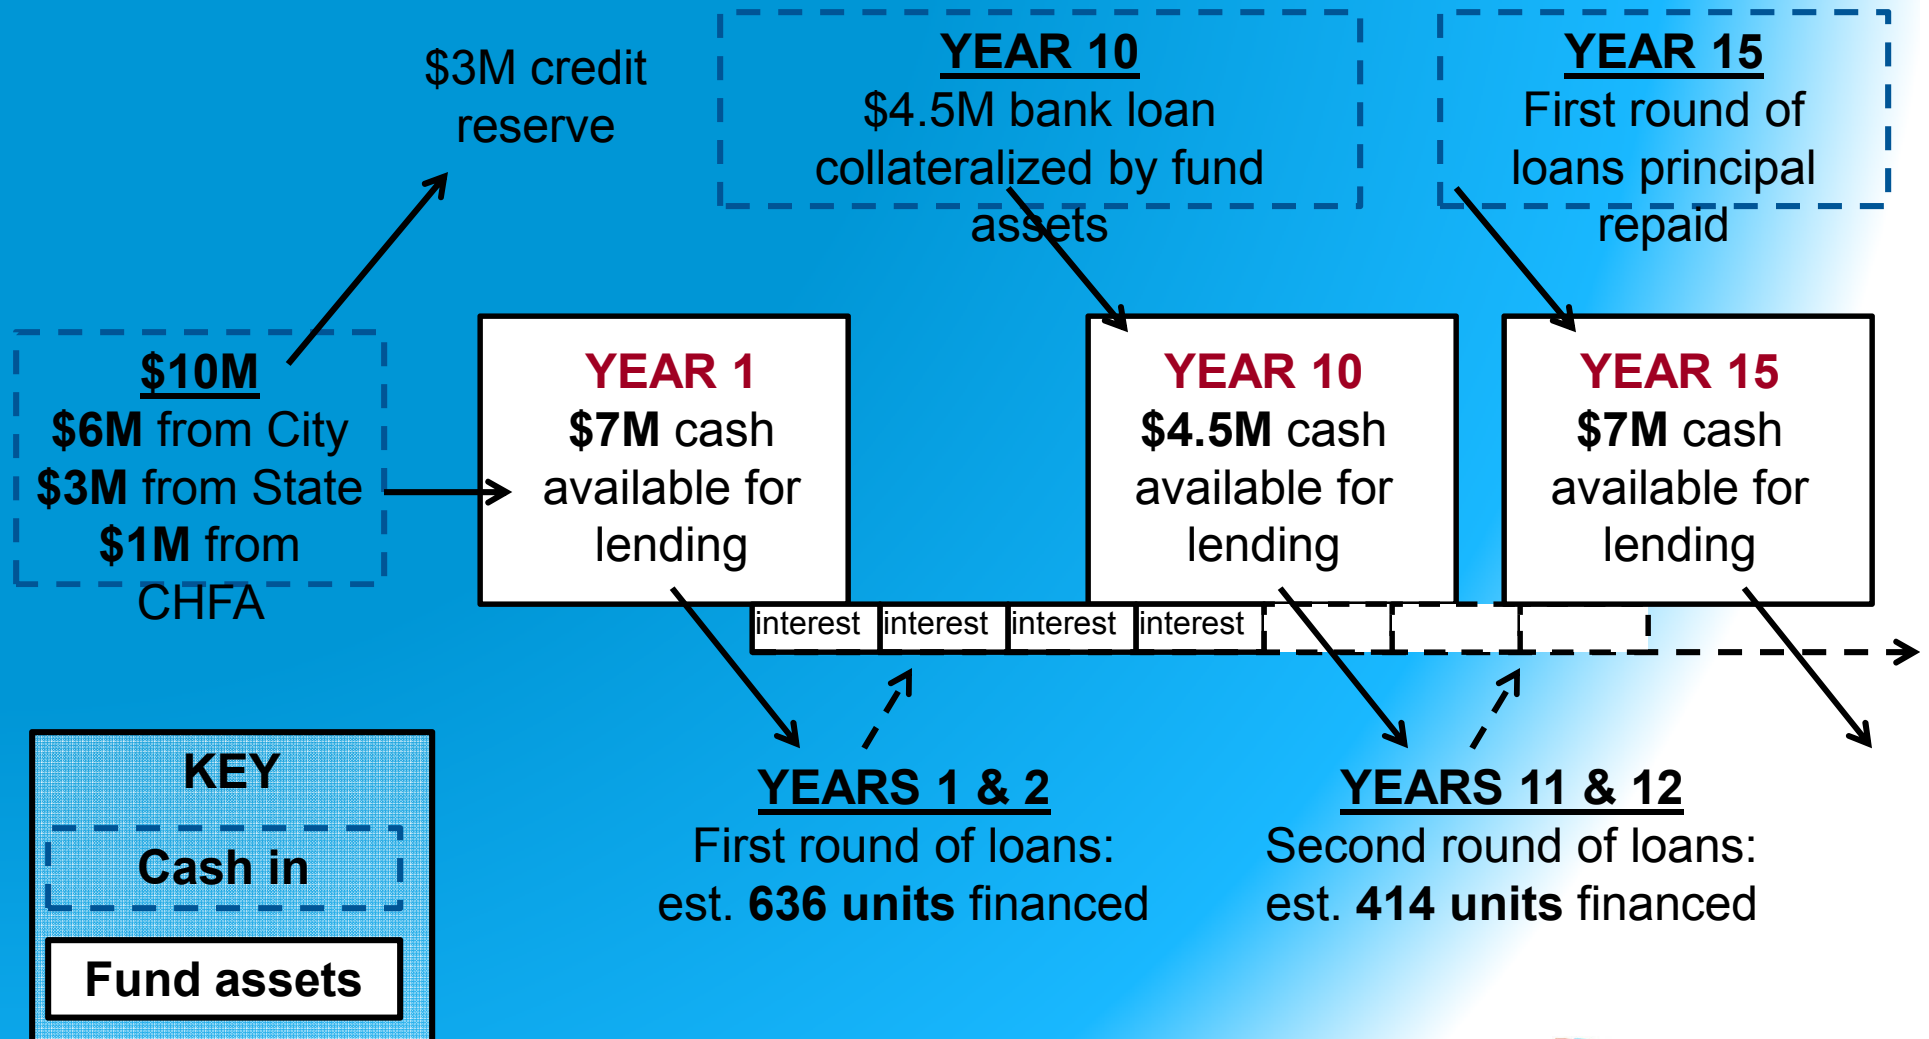 $3M credit
reserve
YEAR 10
$4.5M bank loan
collateralized by fund
assets
YEAR 15
First round of
loans principal
repaid
$10M
$6M from City
$3M from State
$1M from
CHFA
YEAR 1
$7M cash
available for
lending
YEAR 10
$4.5M cash
available for
lending
YEAR 15
$7M cash
available for
lending
interest
interest
interest
interest
YEARS 1 & 2
First round of loans:
est. 636 units financed
YEARS 11 & 12
Second round of loans:
est. 414 units financed
KEY
Cash in
Fund assets